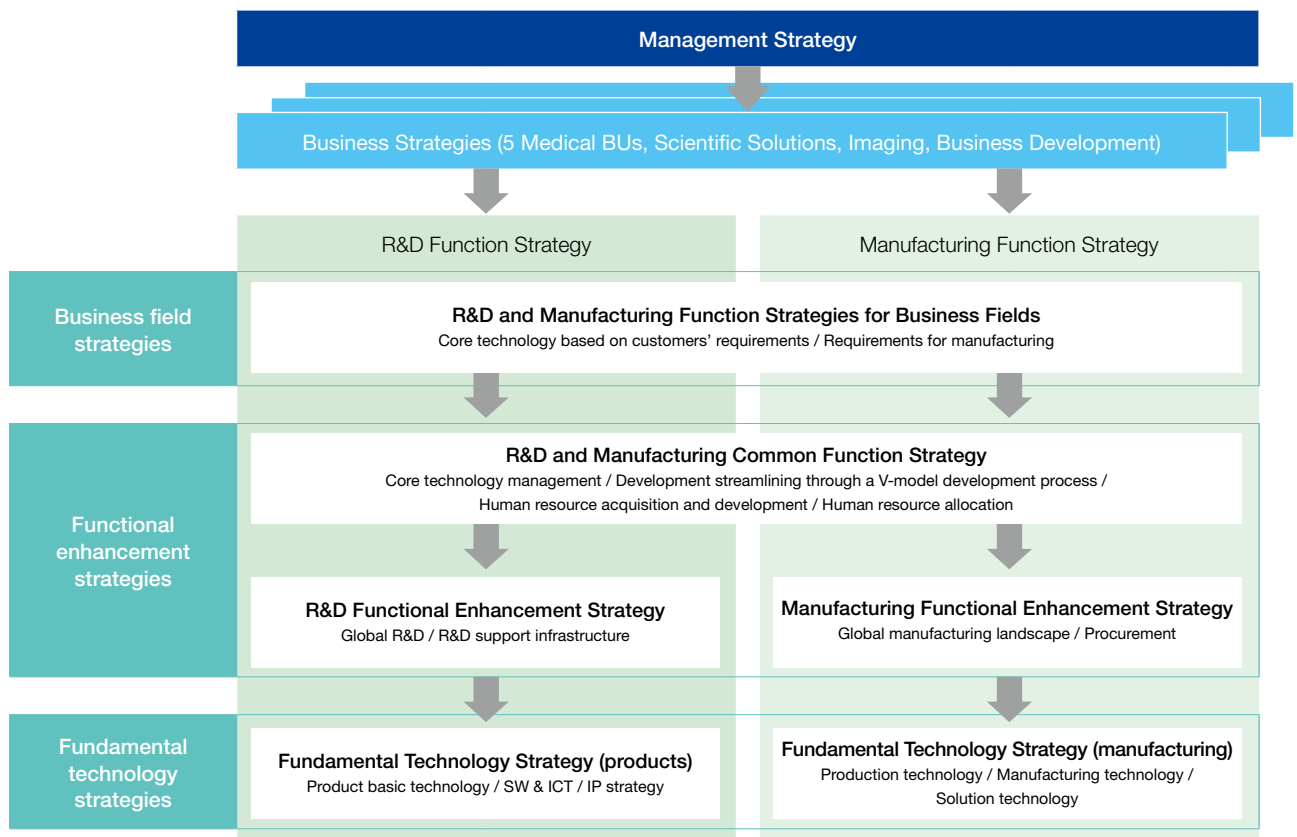 Management Strategy
Business Strategies (5 Medical BUs, Scientific Solutions, Imaging, Business Development)
R&D Function Strategy
Manufacturing Function Strategy
Business field
strategies
R&D and Manufacturing Function Strategies for Business Fields
Core technology based on customers’ requirements / Requirements for manufacturing
Functional
enhancement
strategies
R&D and Manufacturing Common Function Strategy
Core technology management / Development streamlining through a V-model development process /
Human resource acquisition and development / Human resource allocation
R&D Functional Enhancement Strategy
Global R&D / R&D support infrastructure
Manufacturing Functional Enhancement Strategy
Global manufacturing landscape / Procurement
Fundamental
technology
strategies
Fundamental Technology Strategy (products)
Product basic technology / SW & ICT / IP strategy
Fundamental Technology Strategy (manufacturing)
Production technology / Manufacturing technology /
Solution technology